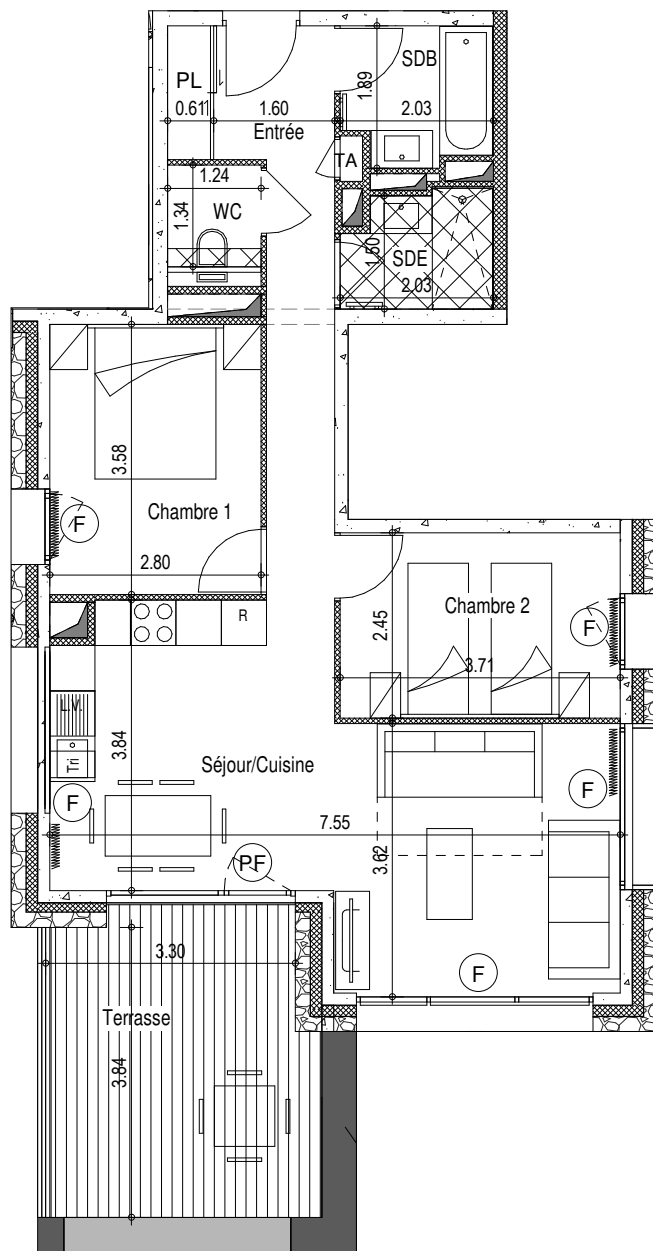 PL
SDB
1.89
0.61
1.60
2.03
Entrée
TA
1.24
1.34
WC
1.50
SDE
2.03
3.58
Chambre 1
F
2.80
R
2.45
Chambre 2
F
3.71
L.V.
3.84
Séjour/Cuisine
Tri
F
F
7.55
3.62
PF
3.30
F
Terrasse
3.84